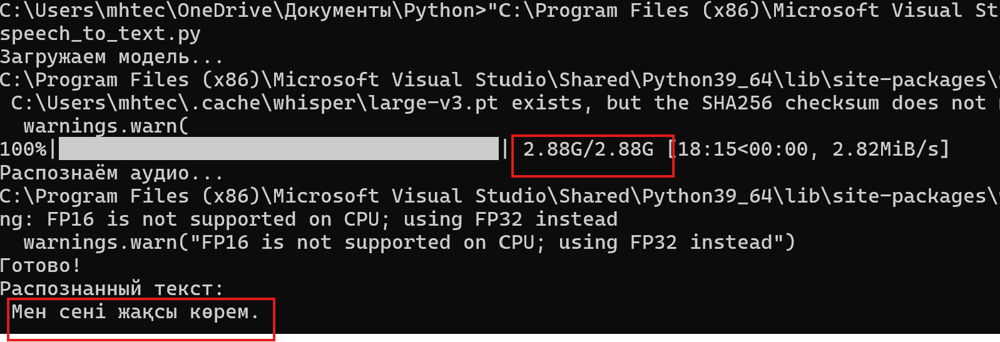 C:\Users\mhtec\OneDrive\Документы\Python>"C:\Program Files (x86)\Microsoft Visual St
speech_to_text.py
Загружаем модель...
C:\Program Files (x86)\Microsoft Visual Studio\Shared\Python39_64\lib\site-packages\
C:\Users\mhtec\.cache\whisper\large-v3.pt exists, but the SHA256 checksum does not
warnings.warn(
100%| | 2.88G/2.88G [18:15<00:00, 2.82MiB/s]
Распознаём аудио...
C:\Program Files (x86)\Microsoft Visual Studio\Shared\Python39_64\lib\site-packages\
ng: FP16 is not supported on CPU; using FP32 instead
warnings.warn("FP16 is not supported on CPU; using FP32 instead")
Готово!
Распознанный текст:
Мен сені жақсы көрем.